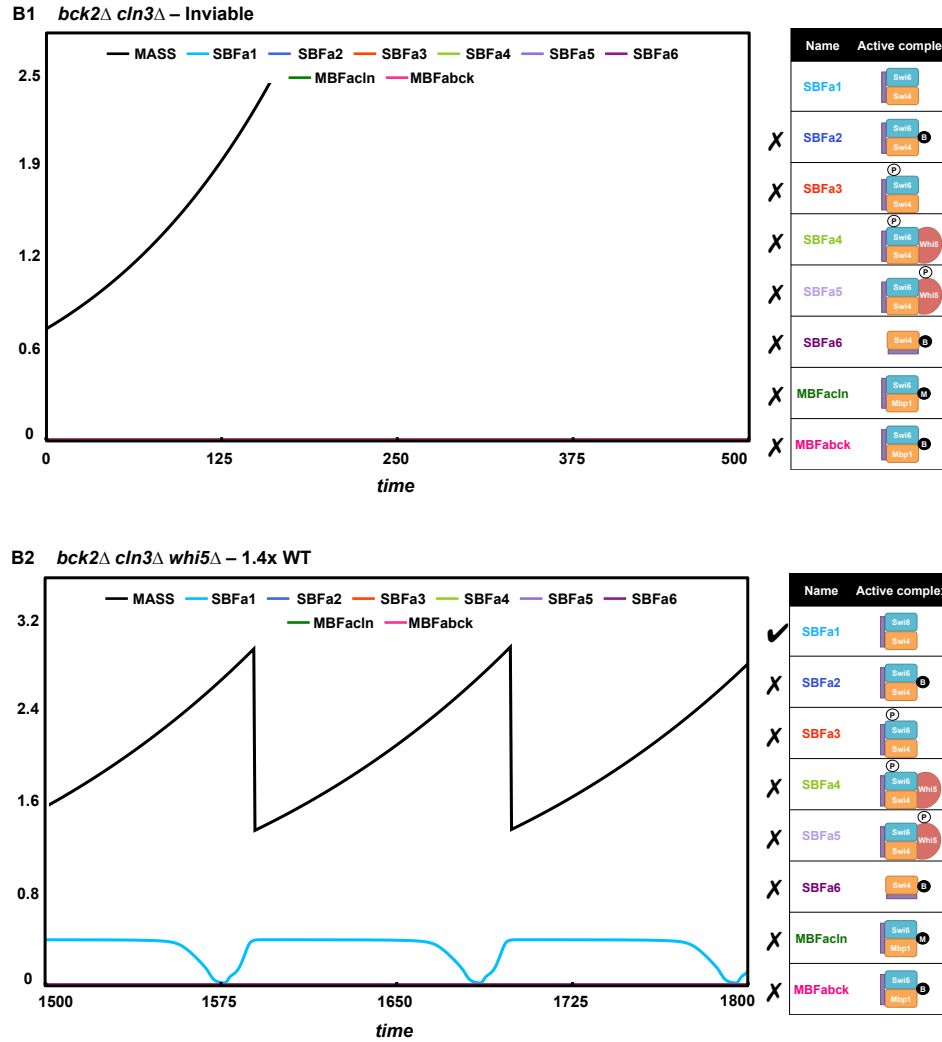 B1 bck2Δ cln3Δ – Inviable
MASS SBFa1 SBFa2 SBFa3 SBFa4 SBFa5 SBFa6
MBFacln MBFabck
2.5
1.9
1.2
0.6
0
0 125 250 375 500
time
Name Active comple
SBFa1 Swi6 Swi4
✗ SBFa2 Swi6 Swi4 B
✗ SBFa3 P Swi6 Swi4
✗ SBFa4 P Swi6 Swi4 Whi5
✗ SBFa5 P Swi6 Swi4 Whi5
✗ SBFa6 Swi4 B
✗ MBFacln Swi6 Mbp1 M
✗ MBFabck Swi6 Mbp1 B
B2 bck2Δ cln3Δ whi5Δ – 1.4x WT
MASS SBFa1 SBFa2 SBFa3 SBFa4 SBFa5 SBFa6
MBFacln MBFabck
3.2
2.4
1.6
0.8
0
1500 1575 1650 1725 1800
time
Name Active complex
✔ SBFa1 Swi6 Swi4
✗ SBFa2 Swi6 Swi4 B
✗ SBFa3 P Swi6 Swi4
✗ SBFa4 P Swi6 Swi4 Whi5
✗ SBFa5 P Swi6 Swi4 Whi5
✗ SBFa6 Swi4 B
✗ MBFacln Swi6 Mbp1 M
✗ MBFabck Swi6 Mbp1 B